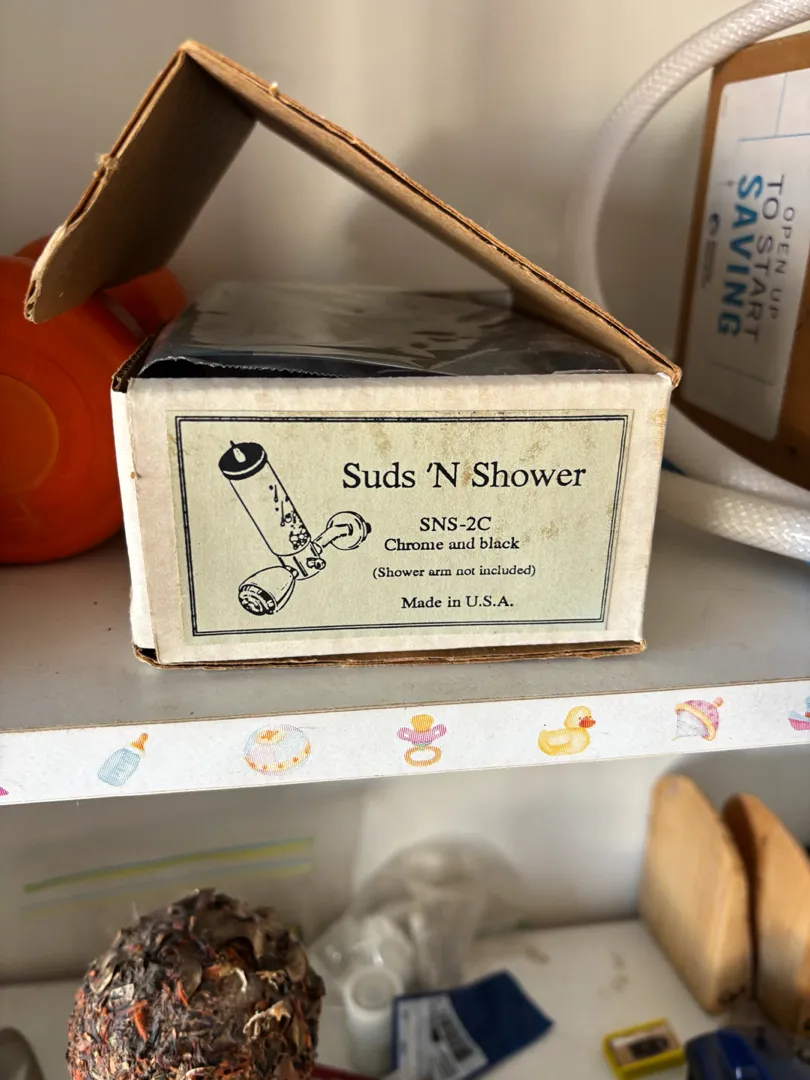 Suds 'N Shower
SNS-2C
Chrome and black
(Shower arm not included)
Made in U.S.A.
OPEN UP
TO START
SAVING